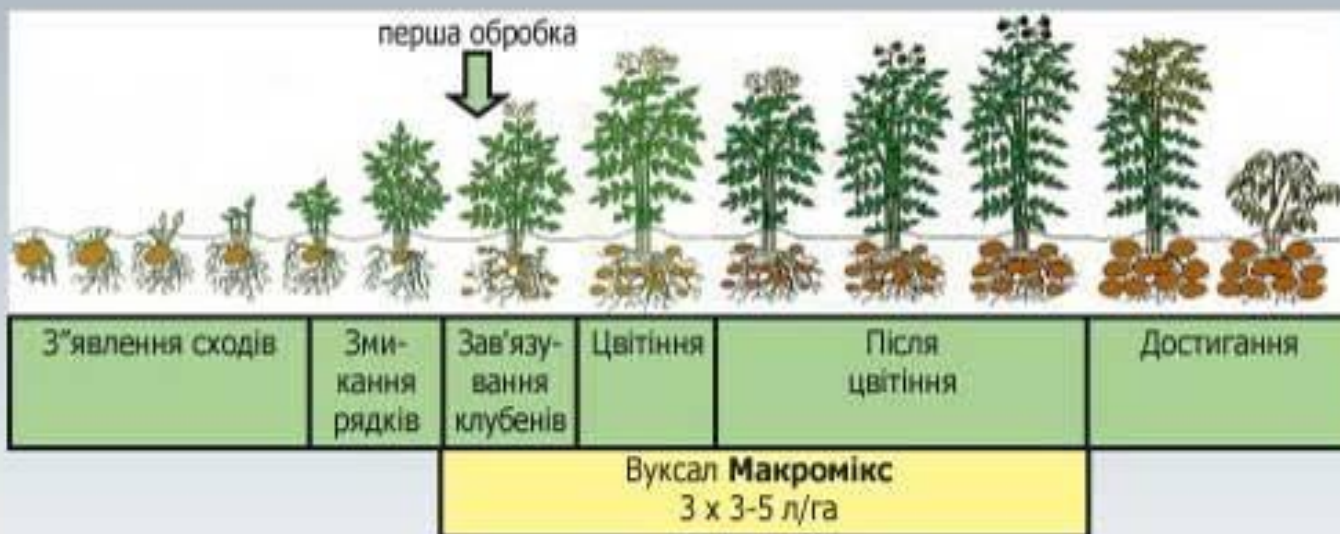 перша обробка
З"явлення сходів
Зми-
кання
рядків
Зав'язу-
вання
клубенів
Цвітіння
Після
цвітіння
Достигання
Вуксал Макромікс
3 х 3-5 л/га